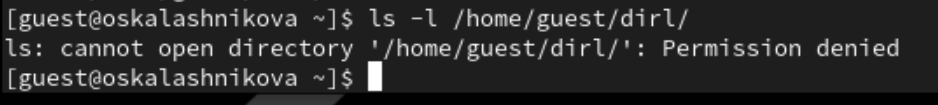 [guest@oskalashnikova ~]$ ls -l /home/guest/dirl/
ls: cannot open directory '/home/guest/dirl/': Permission denied
[guest@oskalashnikova ~]$